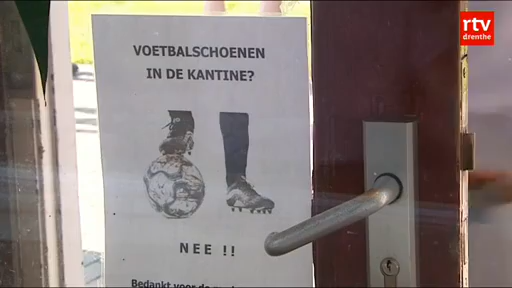 rtv
drenthe
VOETBALSCHOENEN
IN DE KANTINE?
NEE !!
Bedankt voor de